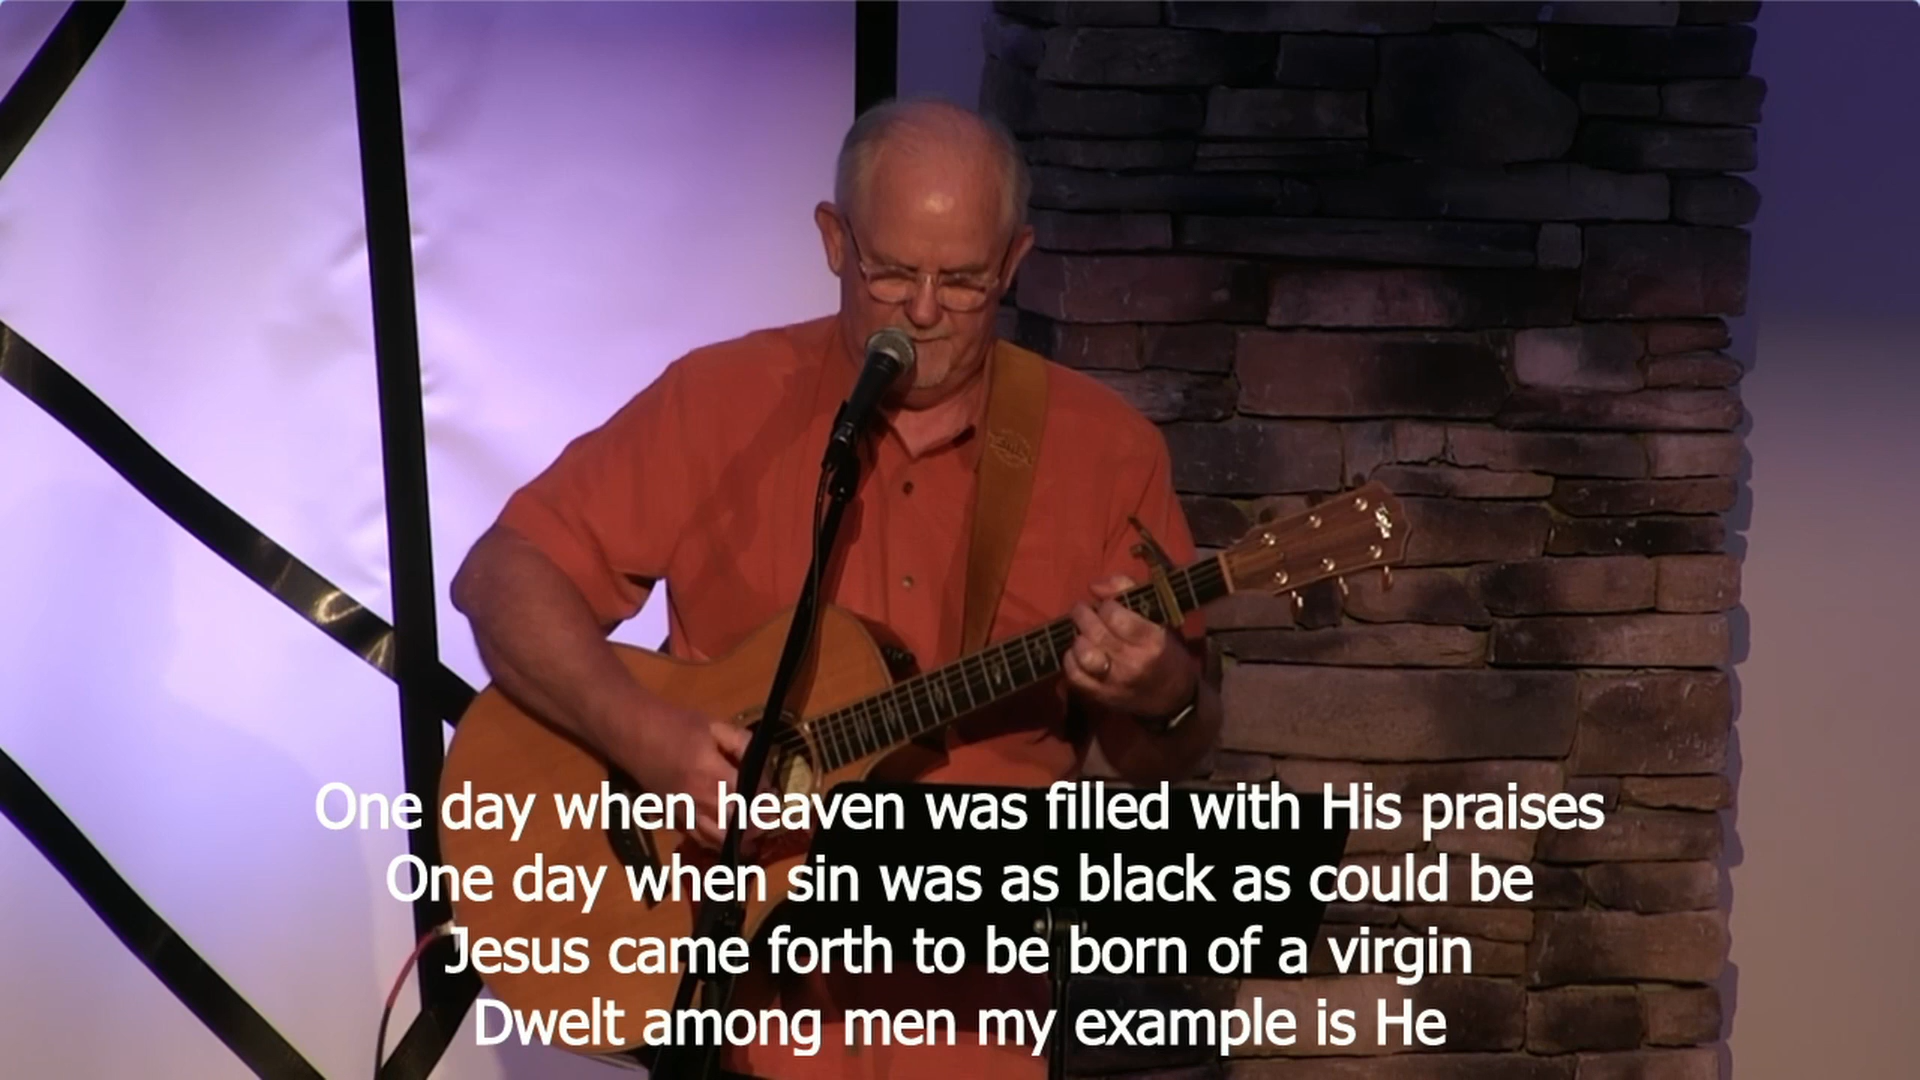 One day when heaven was filled with His praises
One day when sin was as black as could be
Jesus came forth to be born of a virgin
Dwelt among men my example is He